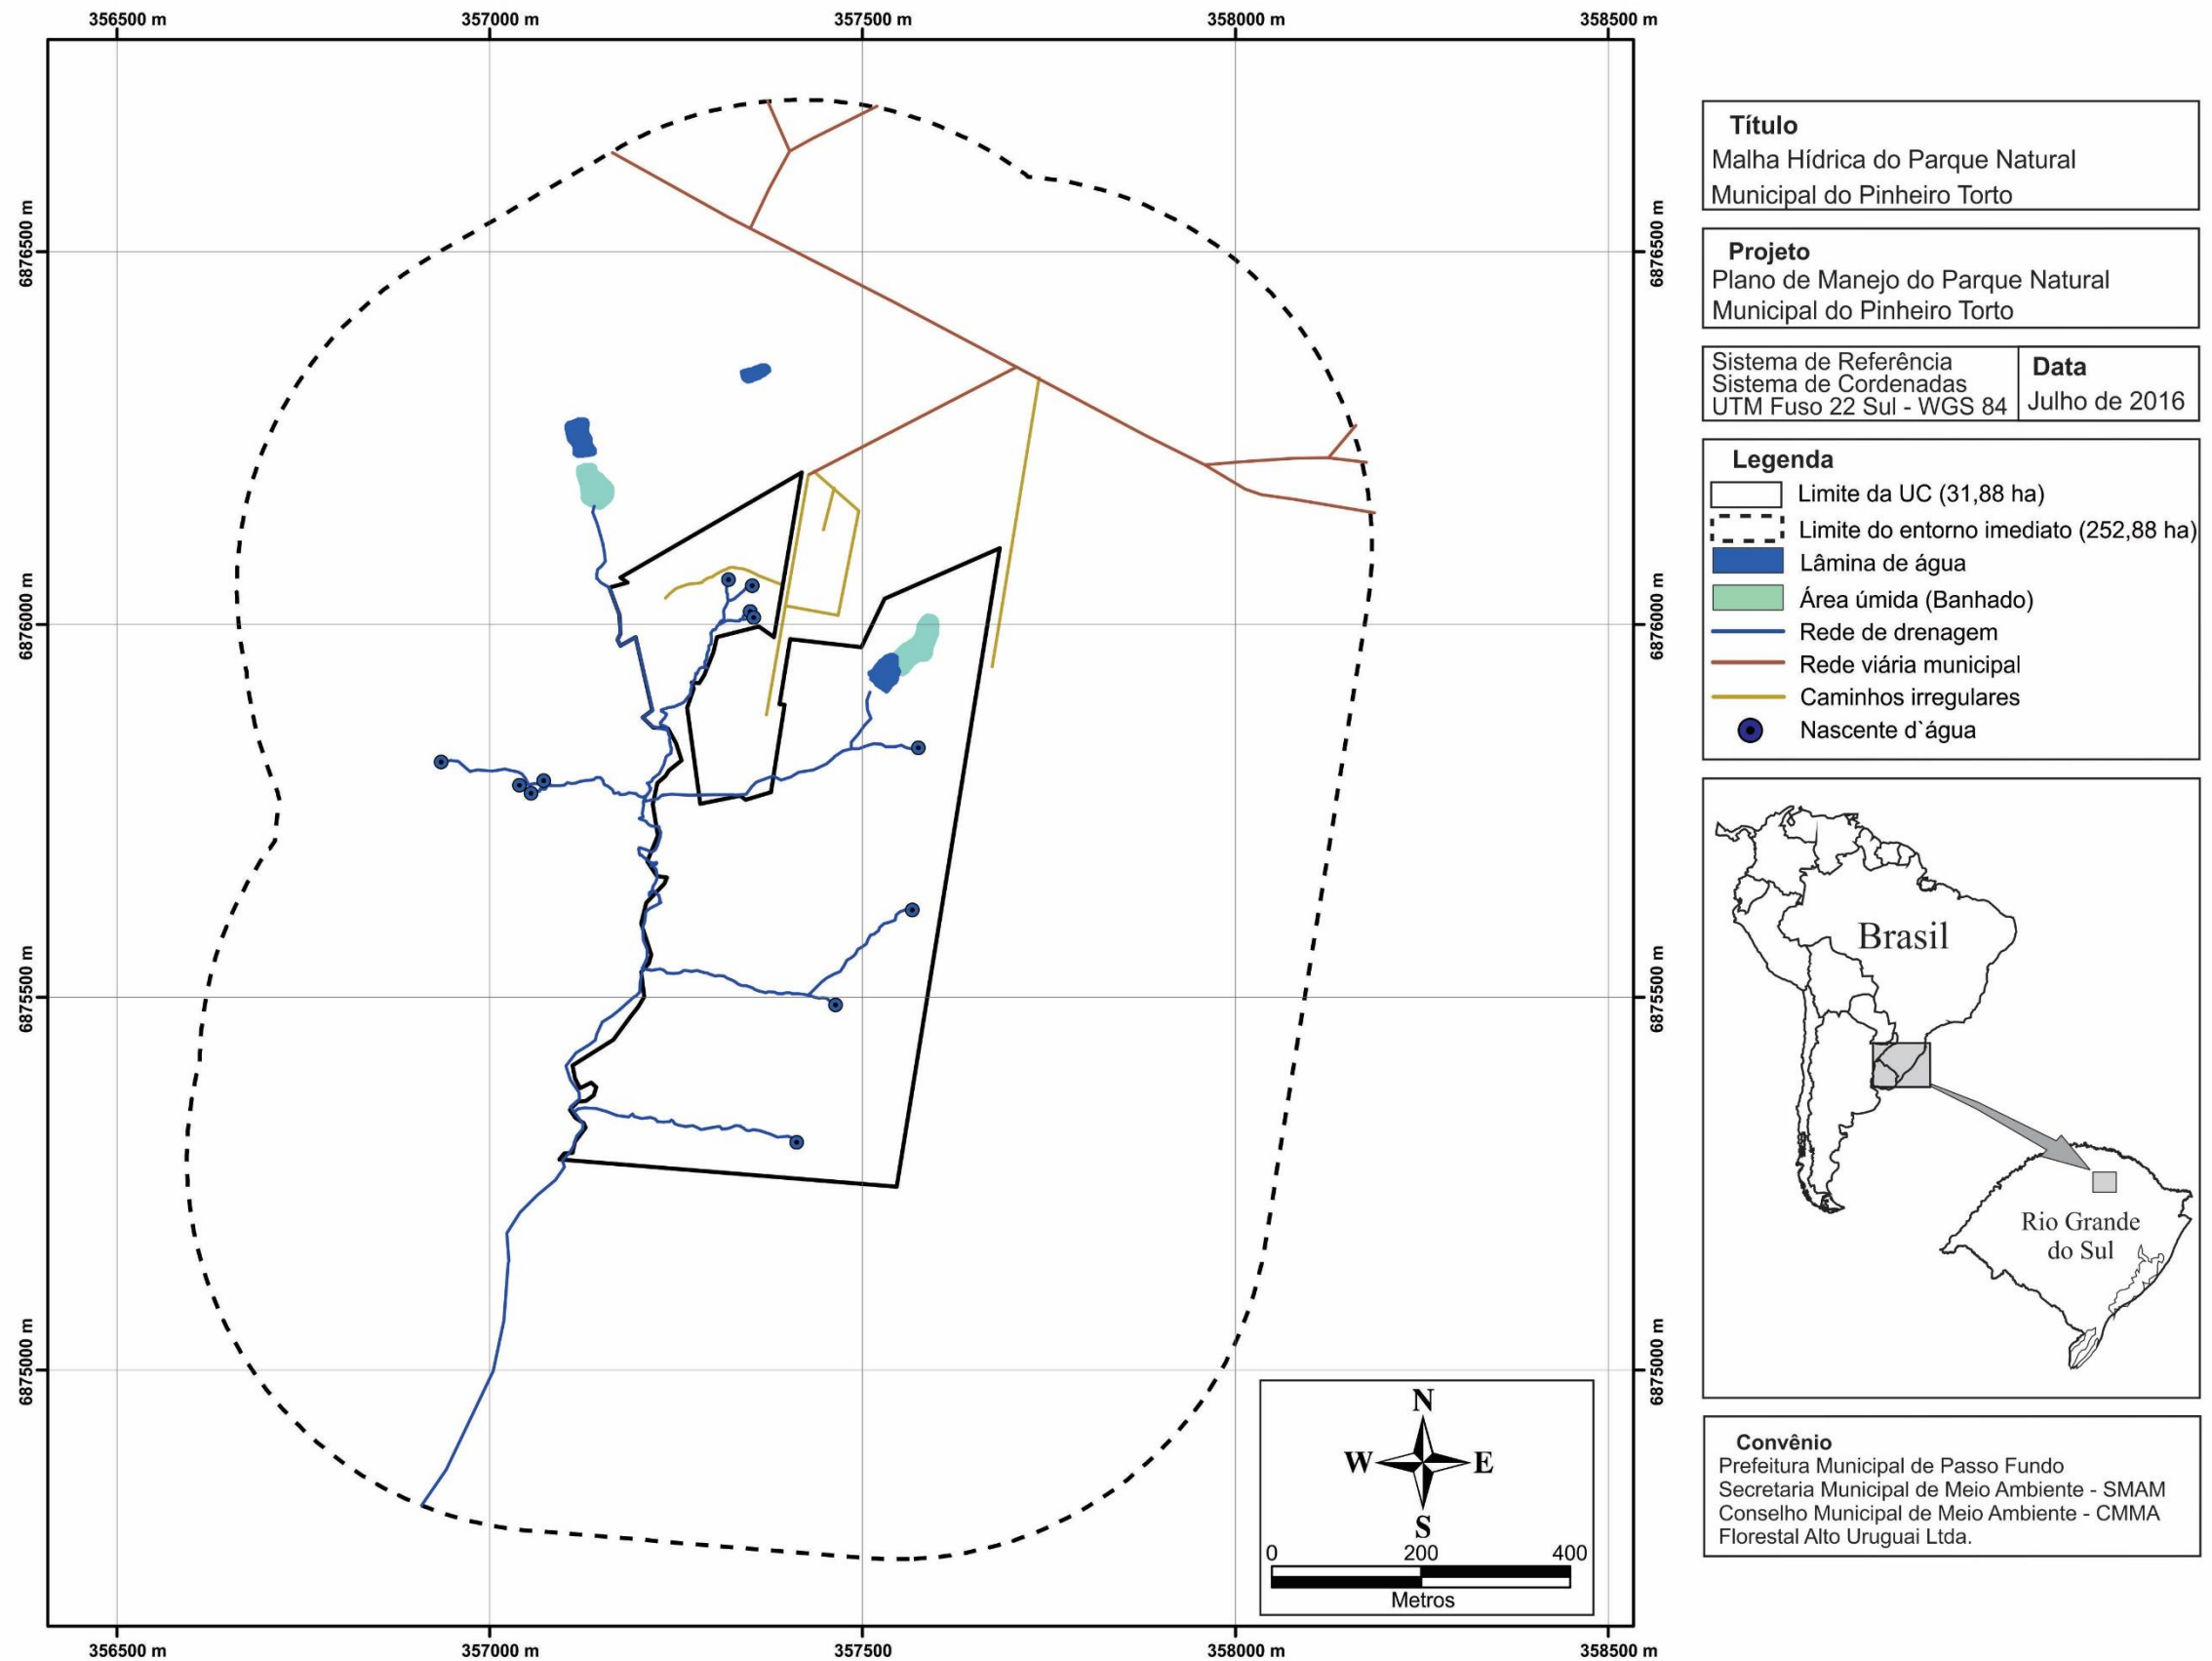 356500 m
357000 m
357500 m
358000 m
358500 m
6876500 m
6876500 m
6876000 m
6876000 m
6875500 m
6875500 m
6875000 m
6875000 m
N
W E
S
0 200 400
Metros
356500 m
357000 m
357500
358000 m
358500 m
Título
Malha Hídrica do Parque Natural
Municipal do Pinheiro Torto
Projeto
Plano de Manejo do Parque Natural
Municipal do Pinheiro Torto
Sistema de Referência
Sistema de Cordenadas
UTM Fuso 22 Sul - WGS 84
Data
Julho de 2016
Legenda
Limite da UC (31,88 ha)
Limite do entorno imediato (252,88 ha)
Lâmina de água
Área úmida (Banhado)
Rede de drenagem
Rede viária municipal
Caminhos irregulares
Nascente d`água
Brasil
Rio Grande
do Sul
Convênio
Prefeitura Municipal de Passo Fundo
Secretaria Municipal de Meio Ambiente - SMAM
Conselho Municipal de Meio Ambiente - CMMA
Florestal Alto Uruguai Ltda.